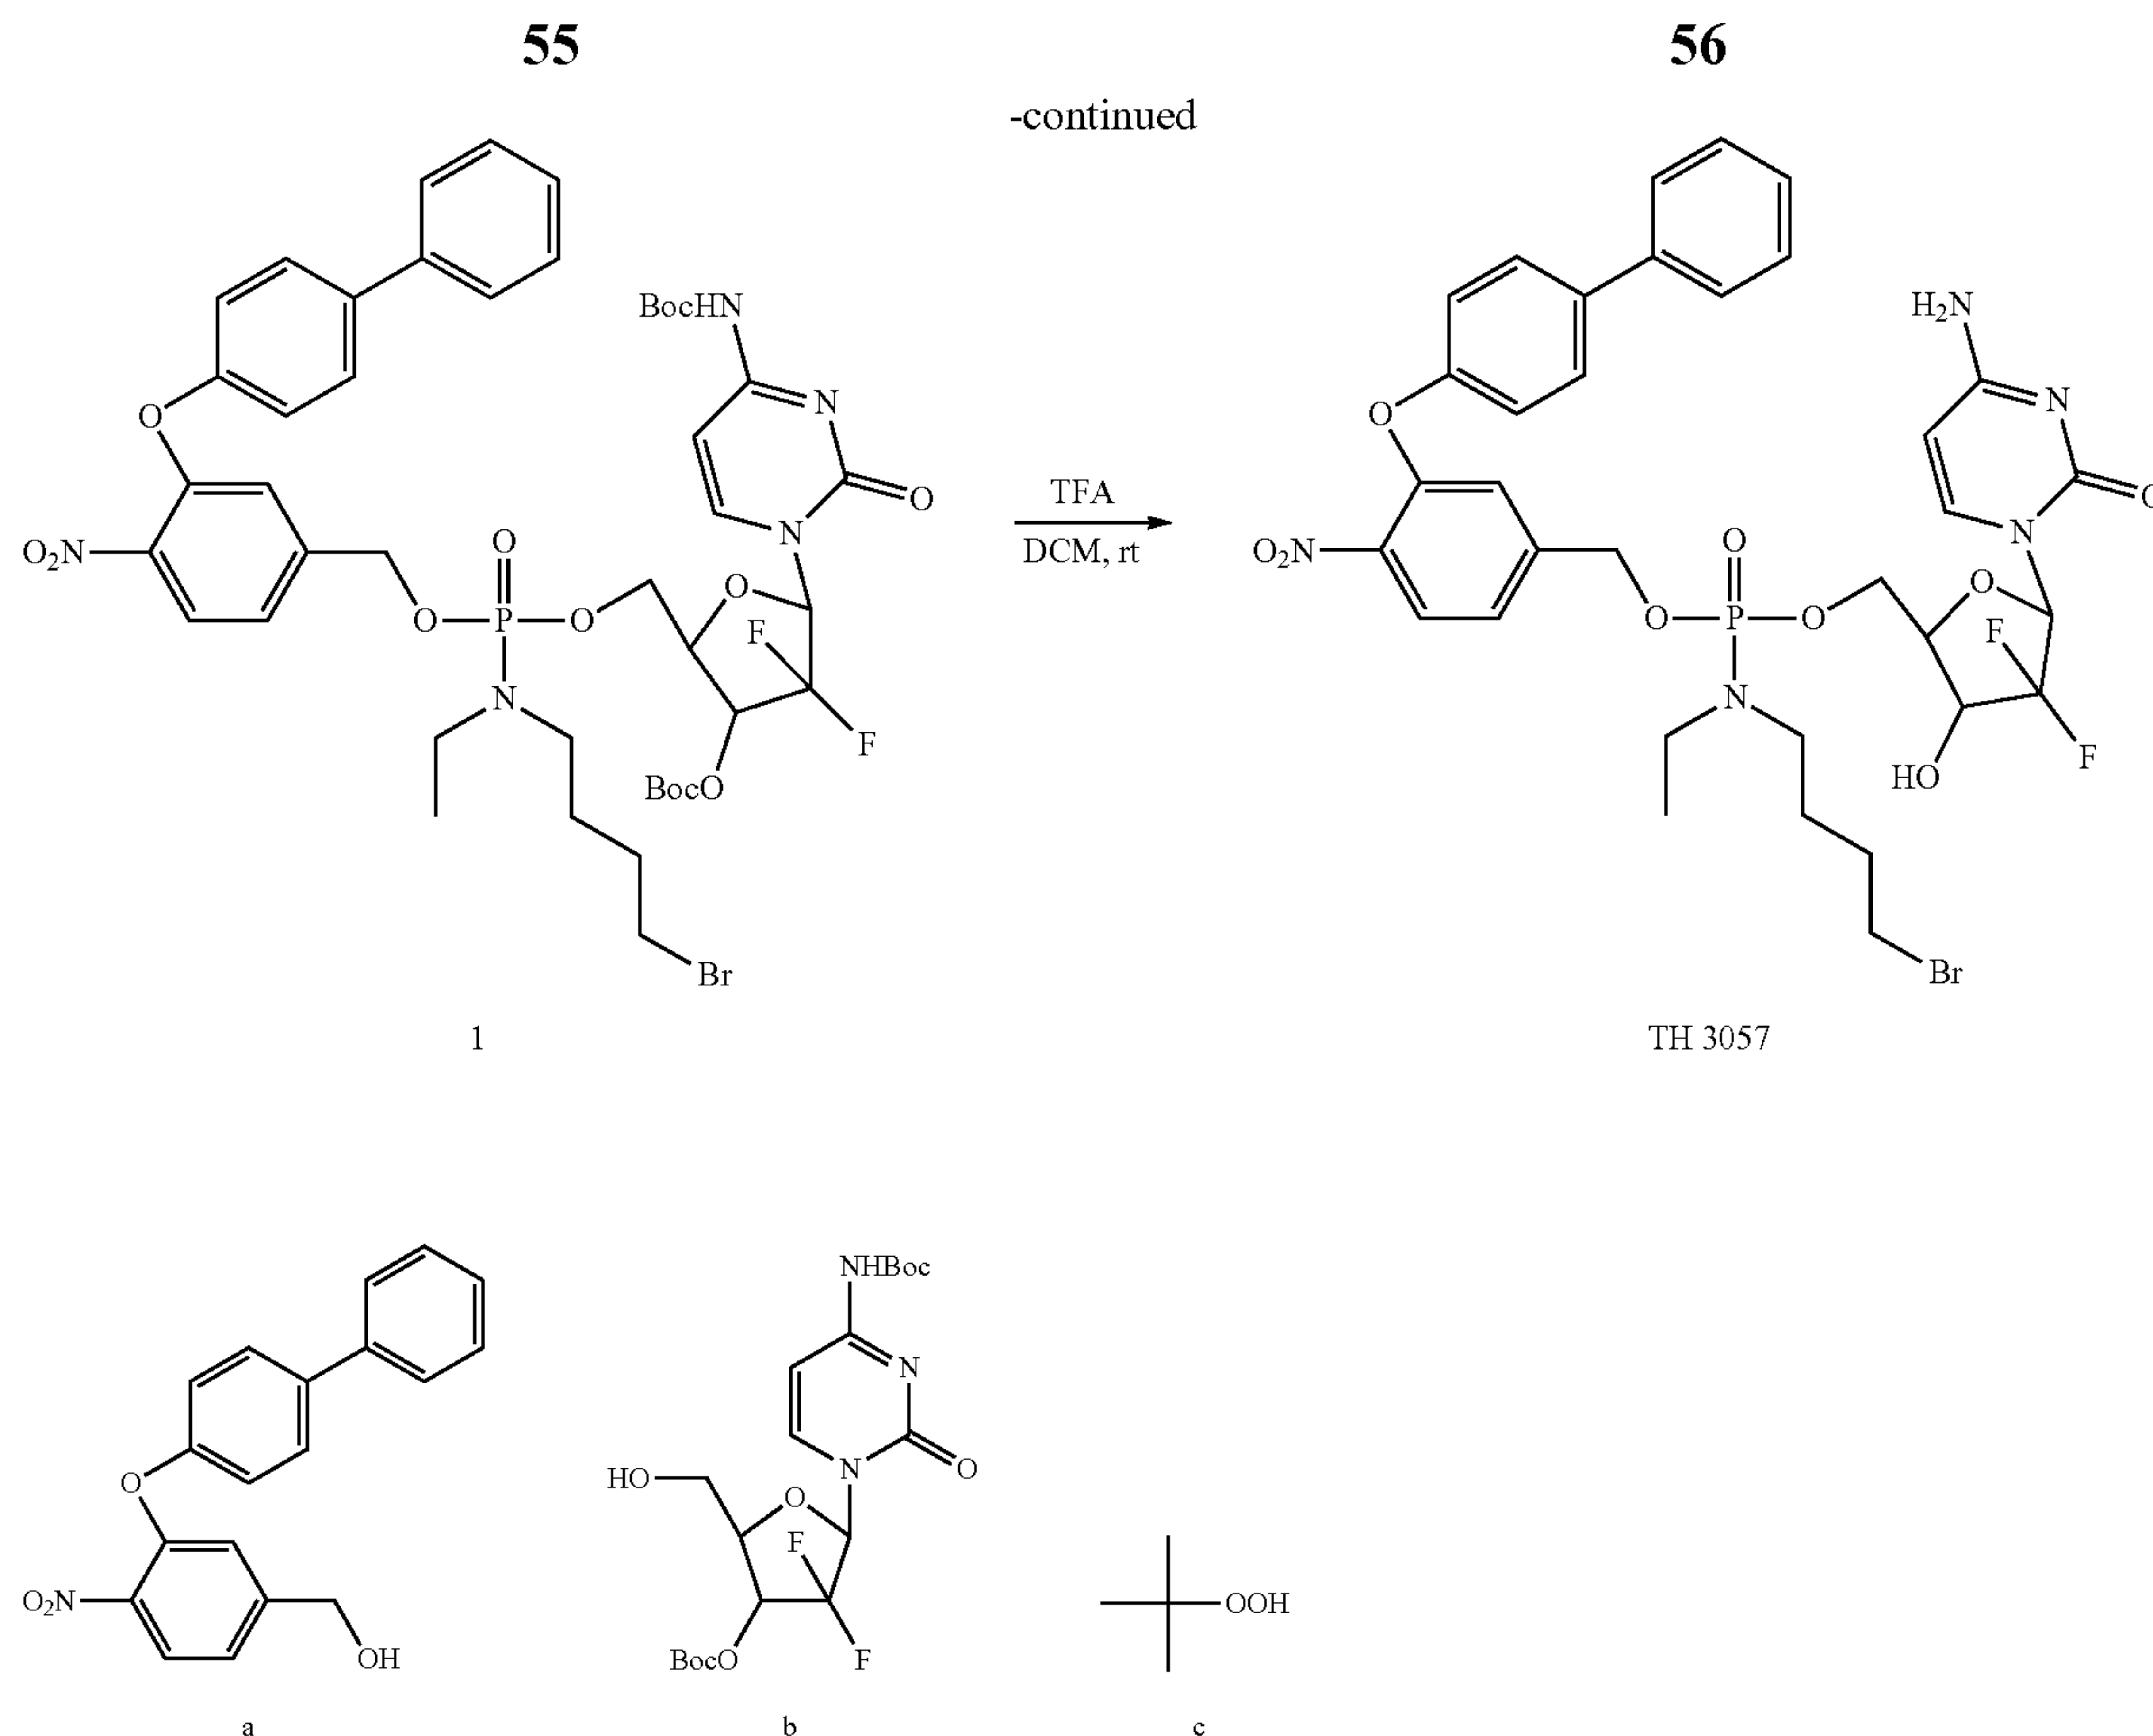 55
56
-continued
BocHN
H₂N
N
N
O
O
O
O
TFA
N
N
O₂N
O
DCM, rt
O₂N
O
O
O
F
F
O
P
O
O
P
O
N
F
N
F
BocO
HO
Br
Br
1
TH 3057
NHBoc
N
O
HO
N
O
O
F
O₂N
OOH
OH
BocO
F
a
b
c